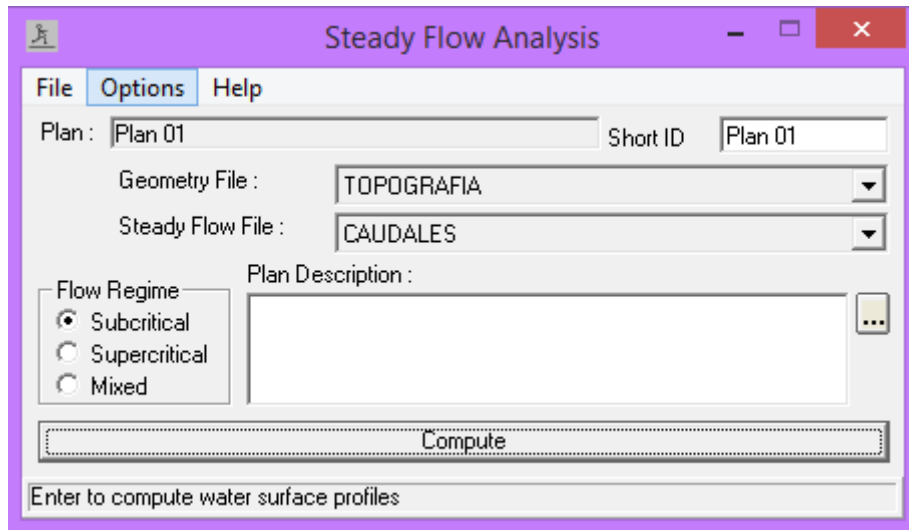 Steady Flow Analysis
File Options Help
Plan : Plan 01 Short ID Plan 01
Geometry File : TOPOGRAFIA
Steady Flow File : CAUDALES
Plan Description :
Flow Regime
Subcritical
Supercritical
Mixed
...
Compute
Enter to compute water surface profiles